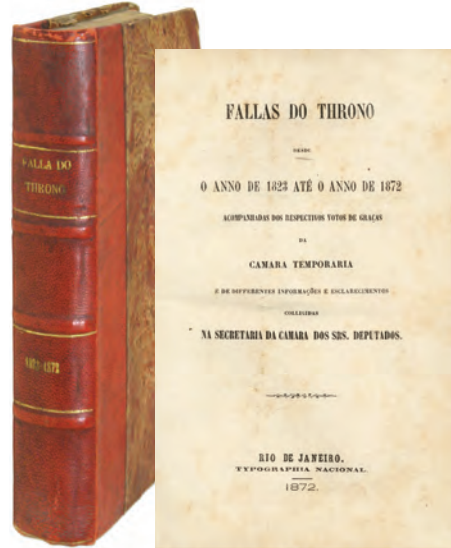 FALLA DO
THRONO
1823-1872
FALLAS DO THRONO
DESDE
O ANNO DE 1823 ATÉ O ANNO DE 1872
ACOMPANHADAS DOS RESPECTIVOS VOTOS DE GRAÇAS
DA
CAMARA TEMPORARIA
E DE DIFFERENTES INFORMAÇÕES E ESCLARECIMENTOS
COLLIGIDAS
NA SECRETARIA DA CAMARA DOS SRS. DEPUTADOS.
RIO DE JANEIRO.
TYPOGRAPHIA NACIONAL.
1872.